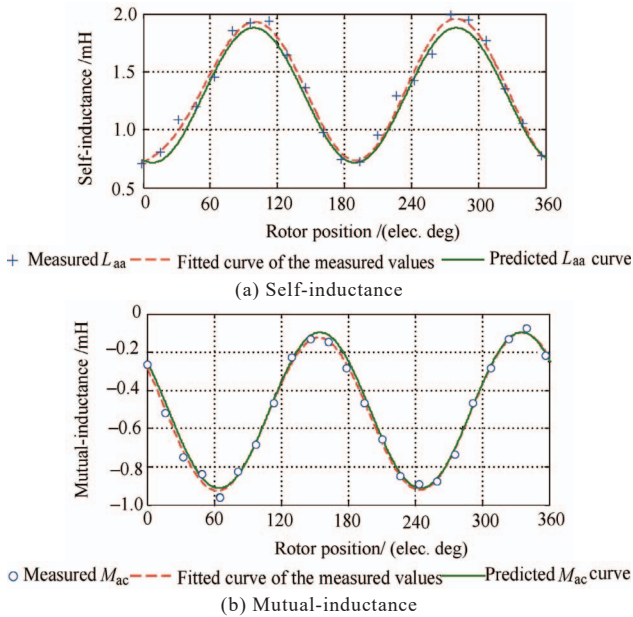 2.0
1.5
1.0
0.5
Self-inductance /mH
0 60 120 180 240 300 360
Rotor position /(elec. deg)
+ Measured Laa Fitted curve of the measured values Predicted Laa curve
(a) Self-inductance
0
−0.2
−0.4
−0.6
−0.8
−1.0
Mutual-inductance /mH
0 60 120 180 240 300 360
Rotor position/ (elec. deg)
Measured Mac Fitted curve of the measured values Predicted Mac curve
(b) Mutual-inductance